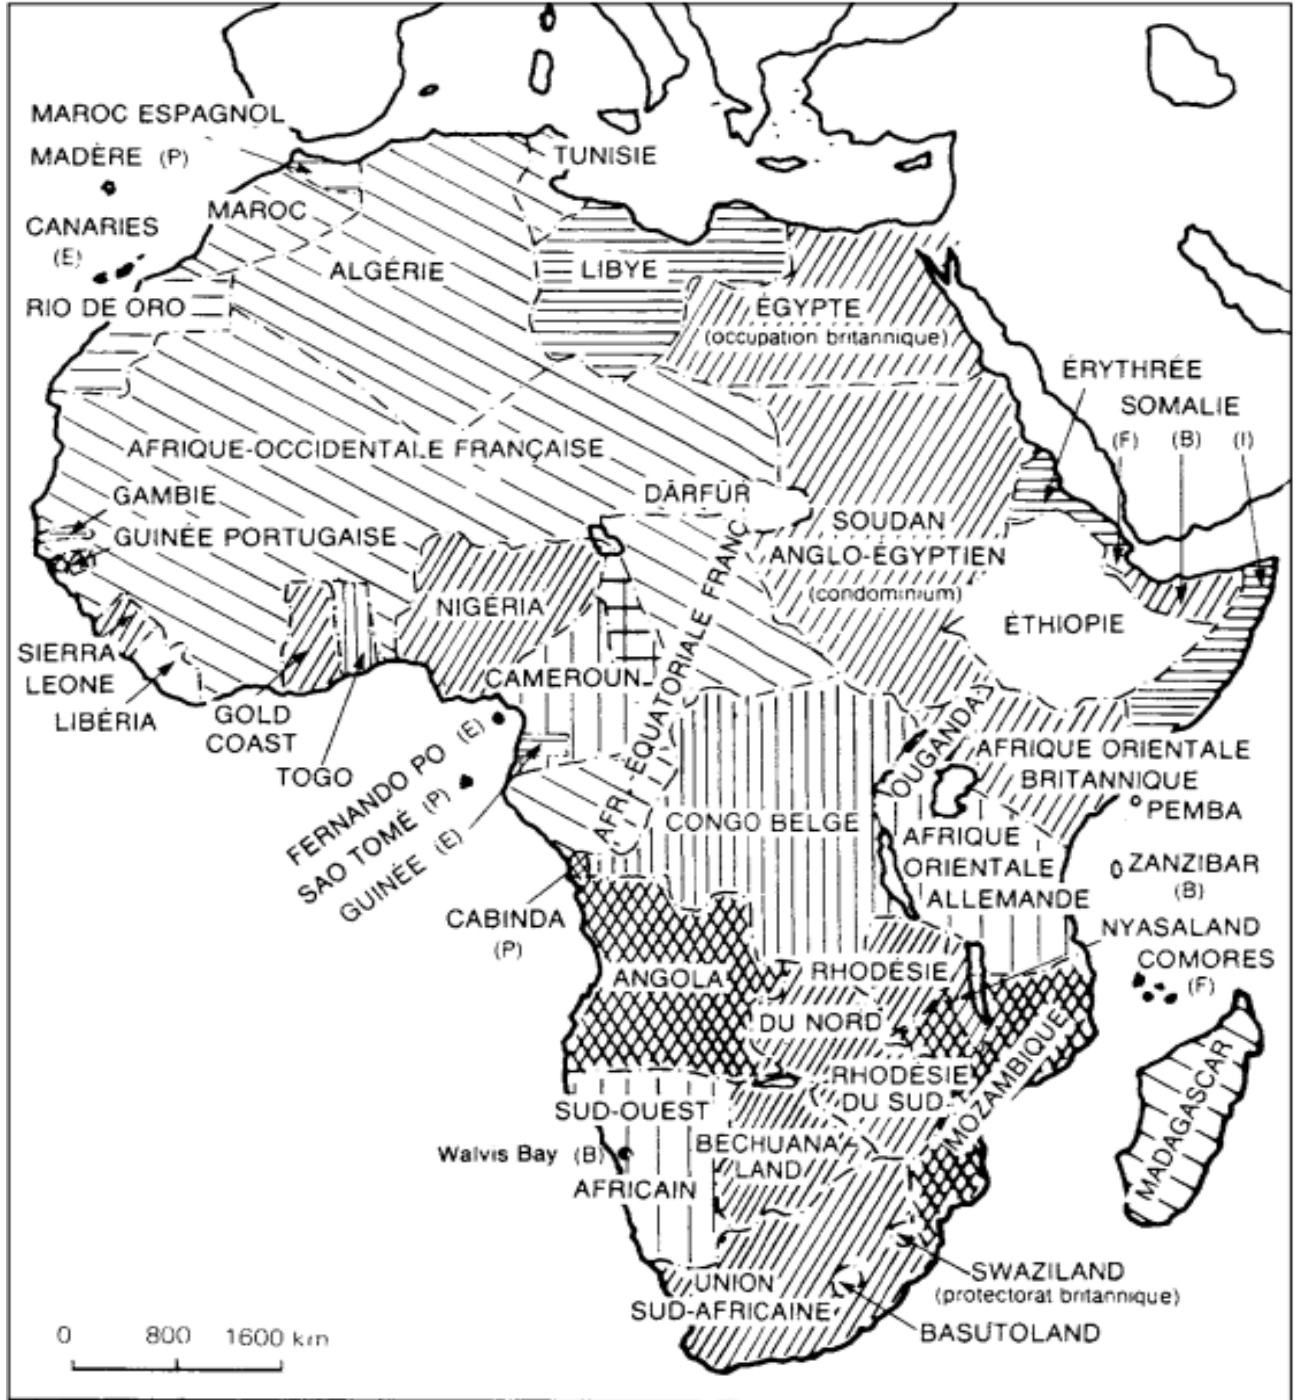 MAROC ESPAGNOL
MADÈRE (P)
TUNISIE
CANARIES
(E)
MAROC
ALGÉRIE
LIBYE
RIO DE ORO
ÉGYPTE
(occupation britannique)
ÉRYTHRÉE
SOMALIE
(F) (B) (I)
AFRIQUE-OCCIDENTALE FRANÇAISE
GAMBIE
DĀRFŪR
GUINÉE PORTUGAISE
SOUDAN
ANGLO-ÉGYPTIEN
(condominium)
NIGÉRIA
ÉTHIOPIE
SIERRA
LEONE
LIBÉRIA
CAMEROUN
AFR.-ÉQUATORIALE FRANÇ
GOLD
COAST
TOGO
FERNANDO PO (E)
SAO TOMÉ (P)
GUINÉE (E)
OUGANDA
AFRIQUE ORIENTALE
BRITANNIQUE
PEMBA
CONGO BELGE
AFRIQUE
ORIENTALE
ALLEMANDE
ZANZIBAR
(B)
CABINDA
(P)
NYASALAND
COMORES
(F)
ANGOLA
RHODÉSIE
DU NORD
RHODÉSIE
DU SUD
MOZAMBIQUE
MADAGASCAR
SUD-OUEST
AFRICAIN
Walvis Bay (B)
BECHUANA-
LAND
UNION
SUD-AFRICAINE
SWAZILAND
(protectorat britannique)
BASUTOLAND
0 800 1600 km